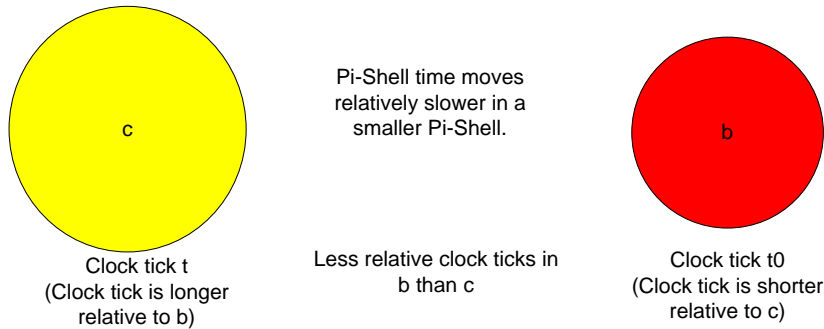 Pi-Shell time moves
relatively slower in a
smaller Pi-Shell.
c
b
Less relative clock ticks in
b than c
Clock tick t
(Clock tick is longer
relative to b)
Clock tick t0
(Clock tick is shorter
relative to c)